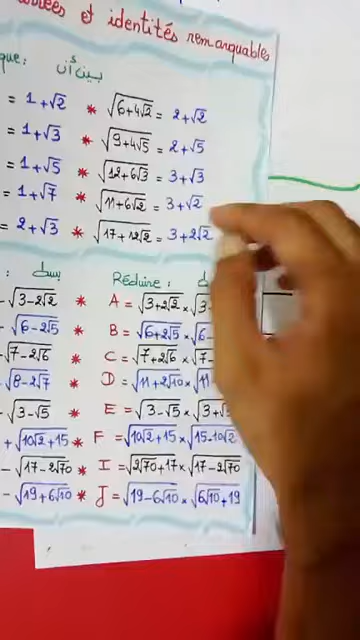 et identités remarquables
que: بين أن
= 1+√2 * √(6+4√2) = 2+√2
= 1+√3 * √(9+4√5) = 2+√5
= 1+√5 * √(12+6√3) = 3+√3
= 1+√7 * √(11+6√2) = 3+√2
= 2+√3 * √(17+12√2) = 3+2√2
: بسط Réduire:
-√(3-2√2) * A = √(3+2√2) × √3-
-√(6-2√5) * B = √(6+2√5) × √6-
-√(7-2√6) * C = √(7+2√6) × √7-
-√(8-2√7) * D = √(11+2√10) × √11
-√(3-√5) * E = √(3-√5) × √3+
+√(10√2+15) * F = √(10√2+15) × √(15-10√2)
-√(17-2√70) * I = √(2√70+17) × √(17-2√70)
-√(19+6√10) * J = √(19-6√10) × √(6√10+19)